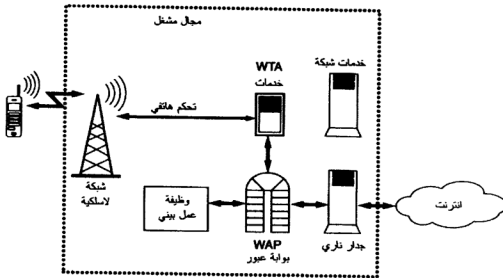 مجال مشغل
WTA
خدمات
خدمات شبكة
تحكم هاتفي
شبكة
لاسلكية
وظيفة
عمل بيني
WAP
بوابة عبور
جدار ناري
انترنت